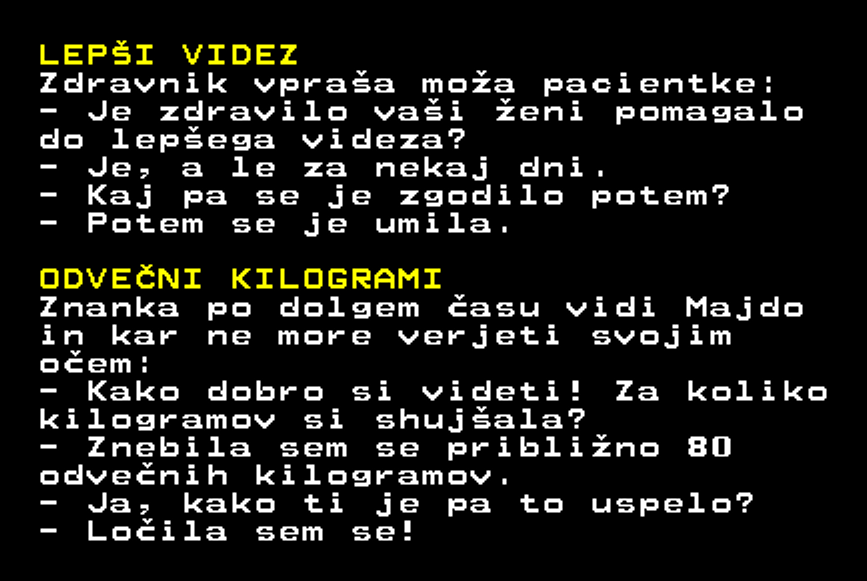 LEPŠI VIDEZ
Zdravnik vpraša moža pacientke:
- Je zdravilo vaši ženi pomagalo
do lepšega videza?
- Je, a le za nekaj dni.
- Kaj pa se je zgodilo potem?
- Potem se je umila.
ODVEČNI KILOGRAMI
Znanka po dolgem času vidi Majdo
in kar ne more verjeti svojim
očem:
- Kako dobro si videti! Za koliko
kilogramov si shujšala?
- Znebila sem se približno 80
odvečnih kilogramov.
- Ja, kako ti je pa to uspelo?
- Ločila sem se!